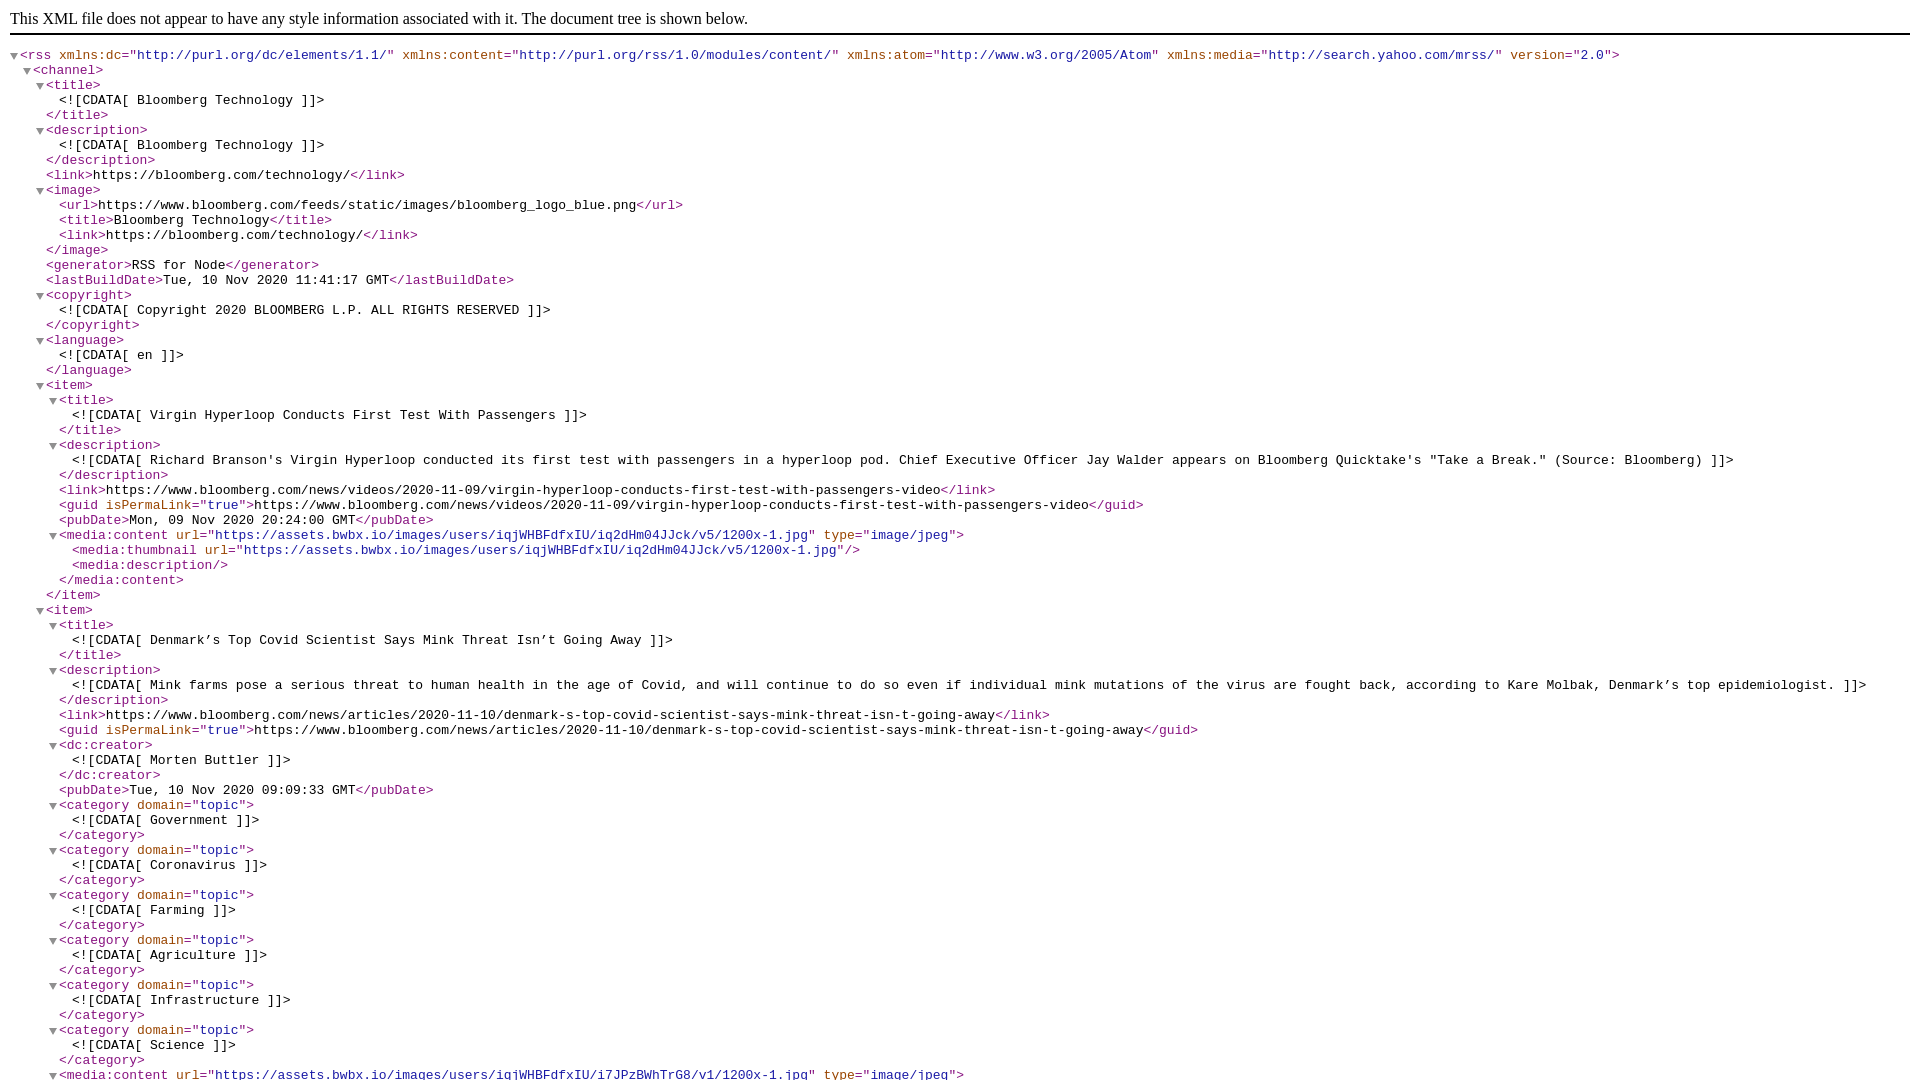 This XML file does not appear to have any style information associated with it. The document tree is shown below.
<rss xmlns:dc="http://purl.org/dc/elements/1.1/" xmlns:content="http://purl.org/rss/1.0/modules/content/" xmlns:atom="http://www.w3.org/2005/Atom" xmlns:media="http://search.yahoo.com/mrss/" version="2.0">
<channel>
<title>
<![CDATA[ Bloomberg Technology ]]>
</title>
<description>
<![CDATA[ Bloomberg Technology ]]>
</description>
<link>https://bloomberg.com/technology/</link>
<image>
<url>https://www.bloomberg.com/feeds/static/images/bloomberg_logo_blue.png</url>
<title>Bloomberg Technology</title>
<link>https://bloomberg.com/technology/</link>
</image>
<generator>RSS for Node</generator>
<lastBuildDate>Tue, 10 Nov 2020 11:41:17 GMT</lastBuildDate>
<copyright>
<![CDATA[ Copyright 2020 BLOOMBERG L.P. ALL RIGHTS RESERVED ]]>
</copyright>
<language>
<![CDATA[ en ]]>
</language>
<item>
<title>
<![CDATA[ Virgin Hyperloop Conducts First Test With Passengers ]]>
</title>
<description>
<![CDATA[ Richard Branson's Virgin Hyperloop conducted its first test with passengers in a hyperloop pod. Chief Executive Officer Jay Walder appears on Bloomberg Quicktake's "Take a Break." (Source: Bloomberg) ]]>
</description>
<link>https://www.bloomberg.com/news/videos/2020-11-09/virgin-hyperloop-conducts-first-test-with-passengers-video</link>
<guid isPermaLink="true">https://www.bloomberg.com/news/videos/2020-11-09/virgin-hyperloop-conducts-first-test-with-passengers-video</guid>
<pubDate>Mon, 09 Nov 2020 20:24:00 GMT</pubDate>
<media:content url="https://assets.bwbx.io/images/users/iqjWHBFdfxIU/iq2dHm04JJck/v5/1200x-1.jpg" type="image/jpeg">
<media:thumbnail url="https://assets.bwbx.io/images/users/iqjWHBFdfxIU/iq2dHm04JJck/v5/1200x-1.jpg"/>
<media:description/>
</media:content>
</item>
<item>
<title>
<![CDATA[ Denmark’s Top Covid Scientist Says Mink Threat Isn’t Going Away ]]>
</title>
<description>
<![CDATA[ Mink farms pose a serious threat to human health in the age of Covid, and will continue to do so even if individual mink mutations of the virus are fought back, according to Kare Molbak, Denmark’s top epidemiologist. ]]>
</description>
<link>https://www.bloomberg.com/news/articles/2020-11-10/denmark-s-top-covid-scientist-says-mink-threat-isn-t-going-away</link>
<guid isPermaLink="true">https://www.bloomberg.com/news/articles/2020-11-10/denmark-s-top-covid-scientist-says-mink-threat-isn-t-going-away</guid>
<dc:creator>
<![CDATA[ Morten Buttler ]]>
</dc:creator>
<pubDate>Tue, 10 Nov 2020 09:09:33 GMT</pubDate>
<category domain="topic">
<![CDATA[ Government ]]>
</category>
<category domain="topic">
<![CDATA[ Coronavirus ]]>
</category>
<category domain="topic">
<![CDATA[ Farming ]]>
</category>
<category domain="topic">
<![CDATA[ Agriculture ]]>
</category>
<category domain="topic">
<![CDATA[ Infrastructure ]]>
</category>
<category domain="topic">
<![CDATA[ Science ]]>
</category>
<media:content url="https://assets.bwbx.io/images/users/iqjWHBFdfxIU/i7JPzBWhTrG8/v1/1200x-1.jpg" type="image/jpeg">